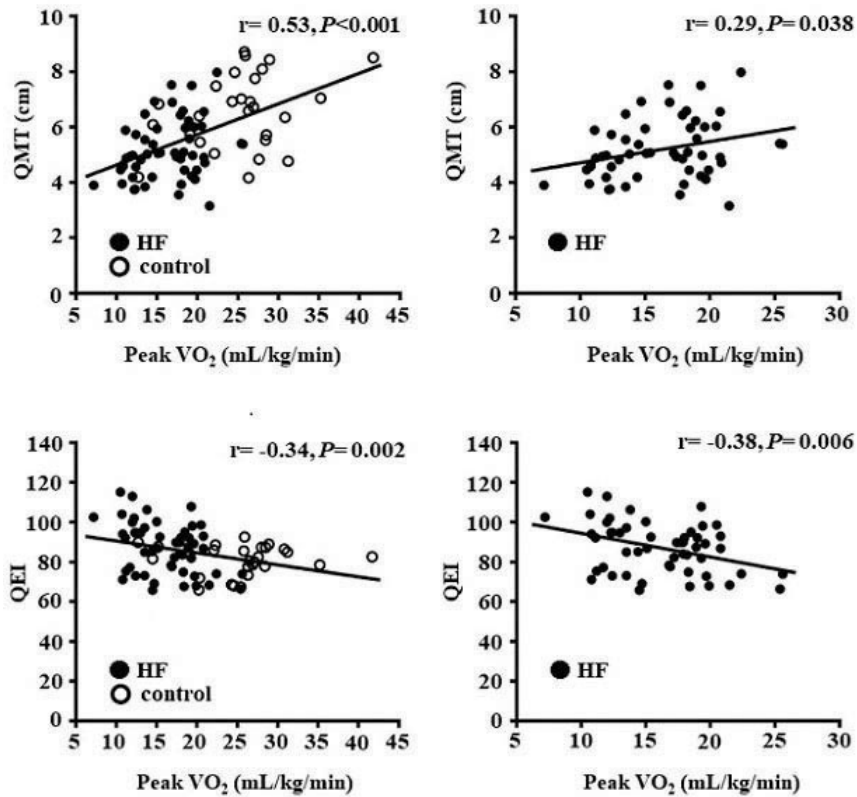 r= 0.53, P<0.001
10
8
6
4
2
0
QMT (cm)
HF
control
5 10 15 20 25 30 35 40 45
Peak VO₂ (mL/kg/min)
r= 0.29, P= 0.038
10
8
6
4
2
0
QMT (cm)
HF
5 10 15 20 25 30
Peak VO₂ (mL/kg/min)
r= -0.34, P= 0.002
140
120
100
80
60
40
20
0
QEI
HF
control
5 10 15 20 25 30 35 40 45
Peak VO₂ (mL/kg/min)
r= -0.38, P= 0.006
140
120
100
80
60
40
20
0
QEI
HF
5 10 15 20 25 30
Peak VO₂ (mL/kg/min)